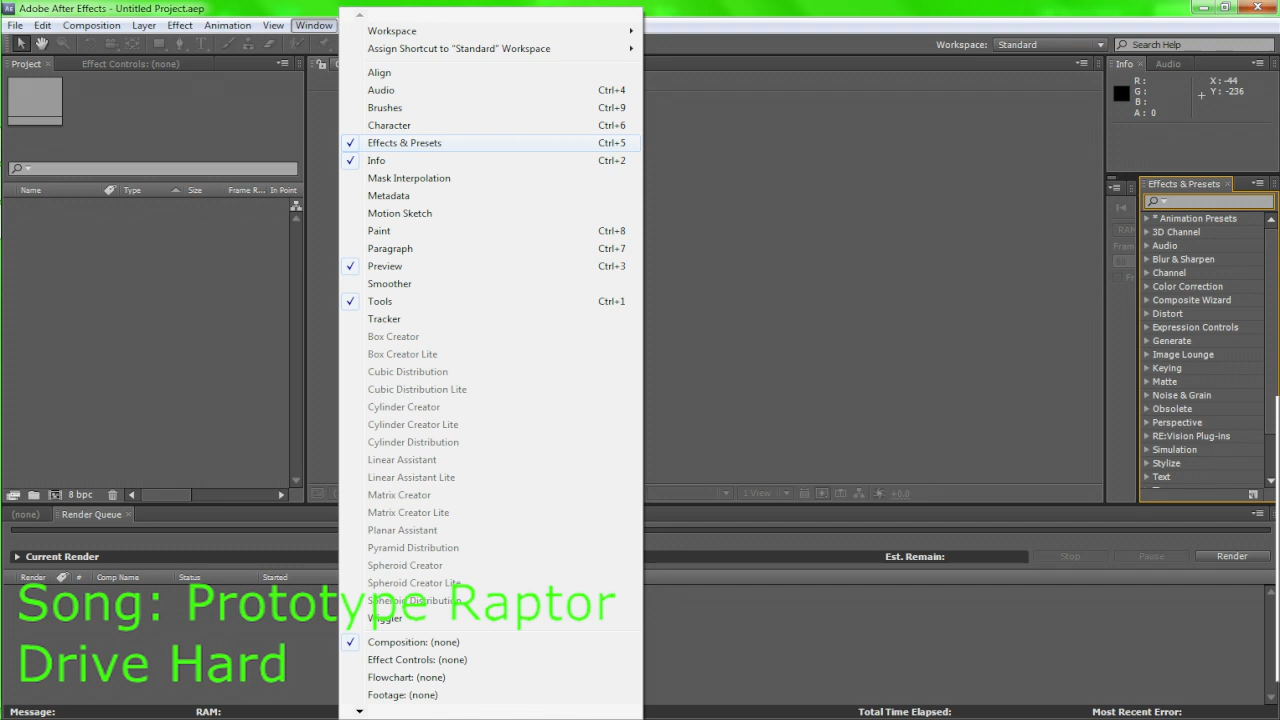 Adobe After Effects - Untitled Project.aep
File Edit Composition Layer Effect Animation View Window
Workspace: Standard Search Help
Project Effect Controls: (none)
Name Type Size Frame R... In Point
8 bpc
Workspace
Assign Shortcut to "Standard" Workspace
Align
Audio Ctrl+4
Brushes Ctrl+9
Character Ctrl+6
Effects & Presets Ctrl+5
Info Ctrl+2
Mask Interpolation
Metadata
Motion Sketch
Paint Ctrl+8
Paragraph Ctrl+7
Preview Ctrl+3
Smoother
Tools Ctrl+1
Tracker
Box Creator
Box Creator Lite
Cubic Distribution
Cubic Distribution Lite
Cylinder Creator
Cylinder Creator Lite
Cylinder Distribution
Linear Assistant
Linear Assistant Lite
Matrix Creator
Matrix Creator Lite
Planar Assistant
Pyramid Distribution
Spheroid Creator
Spheroid Creator Lite
Spheroid Distribution
Wiggler
Composition: (none)
Effect Controls: (none)
Flowchart: (none)
Footage: (none)
1 View +0.0
Info Audio
R : X : -44
G : Y : -236
B :
A : 0
Effects & Presets
* Animation Presets
3D Channel
Audio
Blur & Sharpen
Channel
Color Correction
Composite Wizard
Distort
Expression Controls
Generate
Image Lounge
Keying
Matte
Noise & Grain
Obsolete
Perspective
RE:Vision Plug-ins
Simulation
Stylize
Text
(none) Render Queue
Current Render Est. Remain: Stop Pause Render
Render # Comp Name Status Started
Song: Prototype Raptor
Drive Hard
Message: RAM: Total Time Elapsed: Most Recent Error: